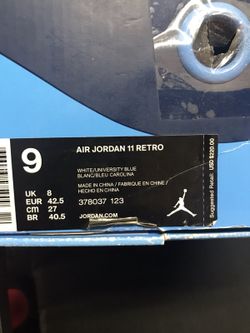 9
AIR JORDAN 11 RETRO
WHITE/UNIVERSITY BLUE
BLANC/BLEU CAROLINA
UK 8
EUR 42.5
CM 27
BR 40.5
MADE IN CHINA / FABRIQUE EN CHINE /
HECHO EN CHINA
378037 123
JORDAN.COM
Suggested Retail: USD $220.00